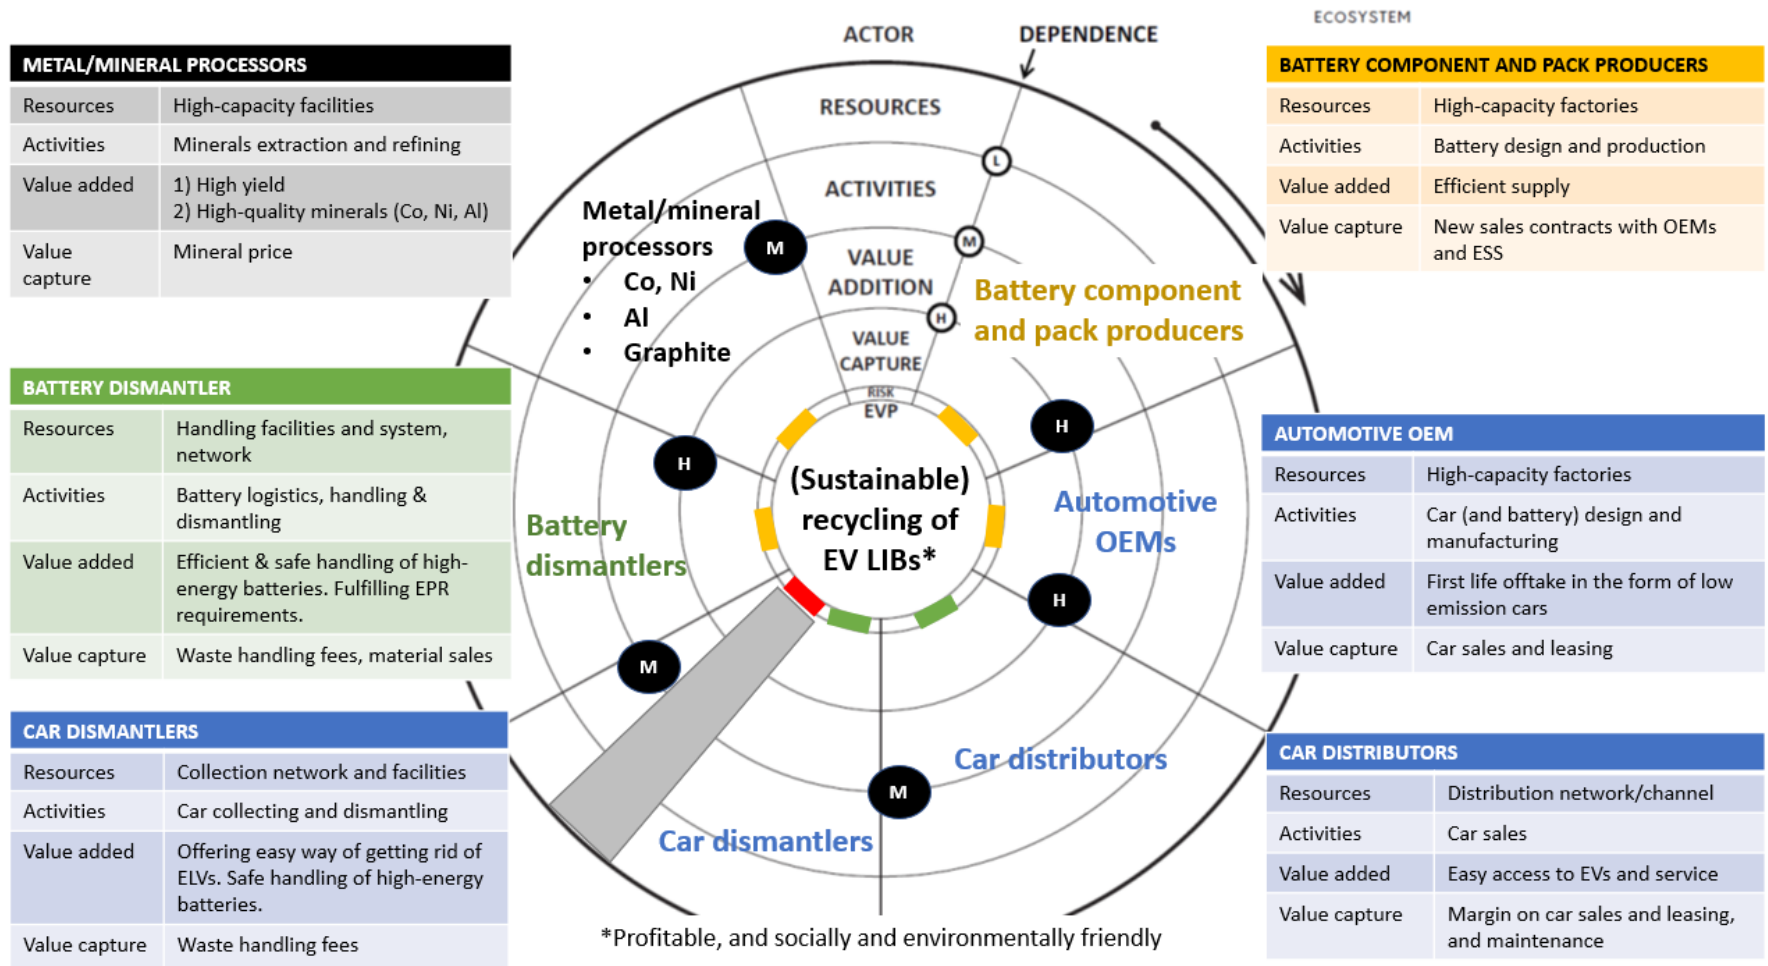 ECOSYSTEM
ACTOR
DEPENDENCE
METAL/MINERAL PROCESSORS
Resources High-capacity facilities
Activities Minerals extraction and refining
Value added 1) High yield
2) High-quality minerals (Co, Ni, Al)
Value Mineral price
capture
BATTERY DISMANTLER
Resources Handling facilities and system,
network
Activities Battery logistics, handling &
dismantling
Value added Efficient & safe handling of high-
energy batteries. Fulfilling EPR
requirements.
Value capture Waste handling fees, material sales
CAR DISMANTLERS
Resources Collection network and facilities
Activities Car collecting and dismantling
Value added Offering easy way of getting rid of
ELVs. Safe handling of high-energy
batteries.
Value capture Waste handling fees
RESOURCES
L
ACTIVITIES
M
VALUE
ADDITION
H
VALUE
CAPTURE
RISK
EVP
(Sustainable)
recycling of
EV LIBs*
Metal/mineral
processors
• Co, Ni
• Al
• Graphite
M
Battery component
and pack producers
H
Automotive
OEMs
H
Car distributors
M
Car dismantlers
M
Battery
dismantlers
H
*Profitable, and socially and environmentally friendly
BATTERY COMPONENT AND PACK PRODUCERS
Resources High-capacity factories
Activities Battery design and production
Value added Efficient supply
Value capture New sales contracts with OEMs
and ESS
AUTOMOTIVE OEM
Resources High-capacity factories
Activities Car (and battery) design and
manufacturing
Value added First life offtake in the form of low
emission cars
Value capture Car sales and leasing
CAR DISTRIBUTORS
Resources Distribution network/channel
Activities Car sales
Value added Easy access to EVs and service
Value capture Margin on car sales and leasing,
and maintenance